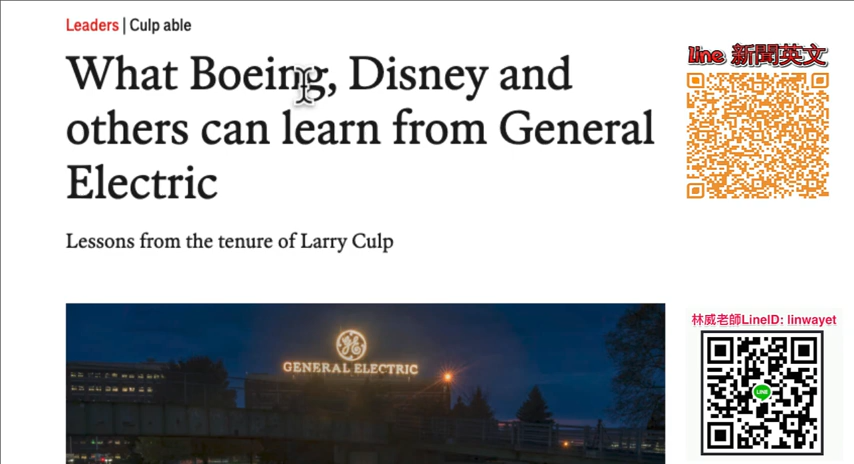 Leaders | Culp able
What Boeing, Disney and
others can learn from General
Electric
Lessons from the tenure of Larry Culp
GE
GENERAL ELECTRIC
line 新聞英文
林威老師LineID: linwayet
LINE